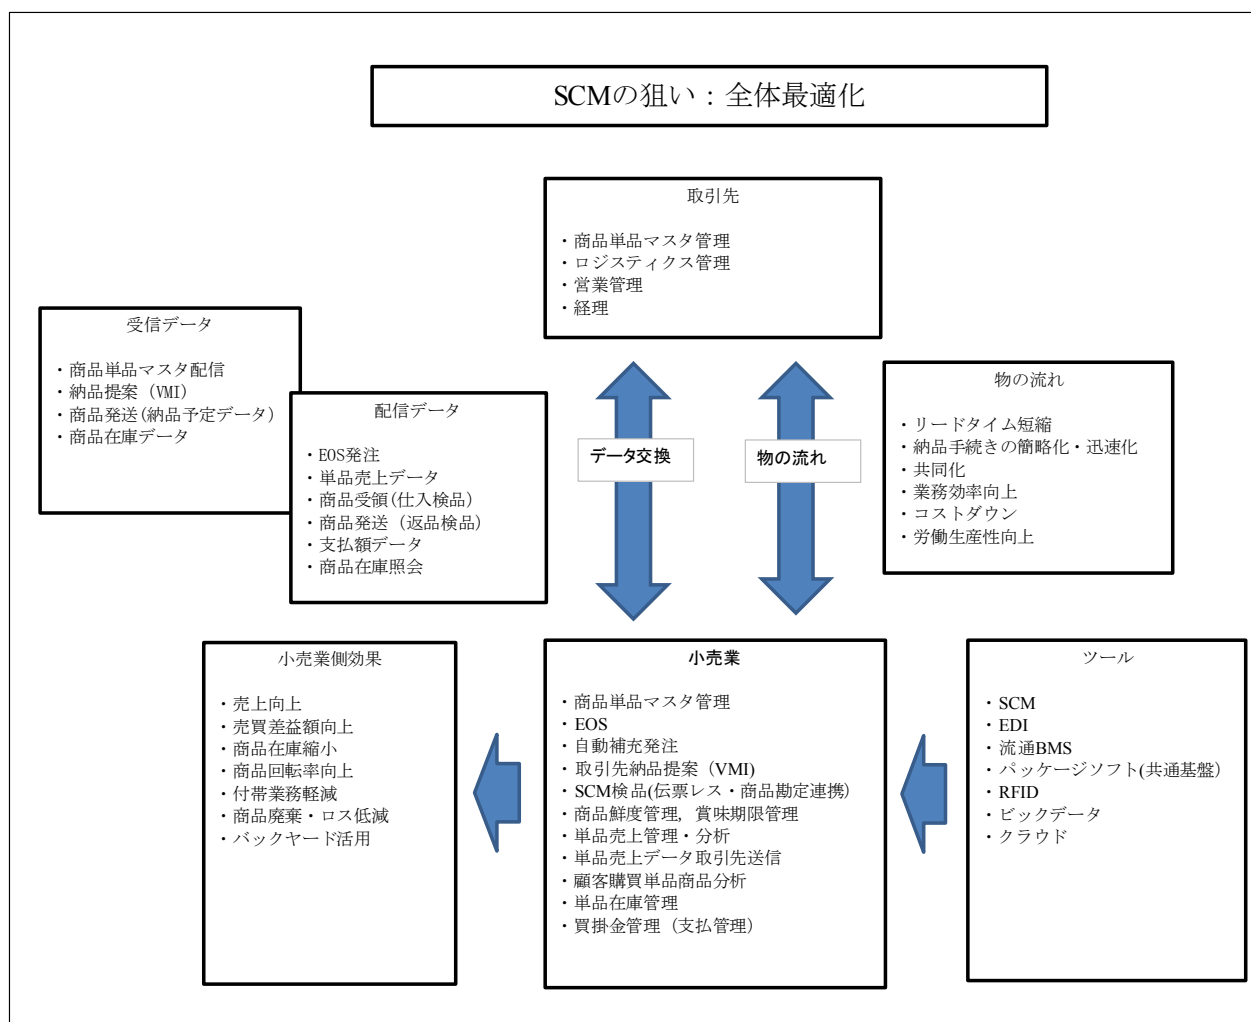 SCMの狙い：全体最適化
取引先
・商品単品マスタ管理
・ロジスティクス管理
・営業管理
・経理
受信データ
・商品単品マスタ配信
・納品提案（VMI）
・商品発送(納品予定データ)
・商品在庫データ
配信データ
・EOS発注
・単品売上データ
・商品受領(仕入検品)
・商品発送（返品検品）
・支払額データ
・商品在庫照会
データ交換
物の流れ
物の流れ
・リードタイム短縮
・納品手続きの簡略化・迅速化
・共同化
・業務効率向上
・コストダウン
・労働生産性向上
小売業側効果
・売上向上
・売買差益額向上
・商品在庫縮小
・商品回転率向上
・付帯業務軽減
・商品廃棄・ロス低減
・バックヤード活用
小売業
・商品単品マスタ管理
・EOS
・自動補充発注
・取引先納品提案（VMI)
・SCM検品(伝票レス・商品勘定連携）
・商品鮮度管理，賞味期限管理
・単品売上管理・分析
・単品売上データ取引先送信
・顧客購買単品商品分析
・単品在庫管理
・買掛金管理（支払管理）
ツール
・SCM
・EDI
・流通BMS
・パッケージソフト(共通基盤）
・RFID
・ビックデータ
・クラウド